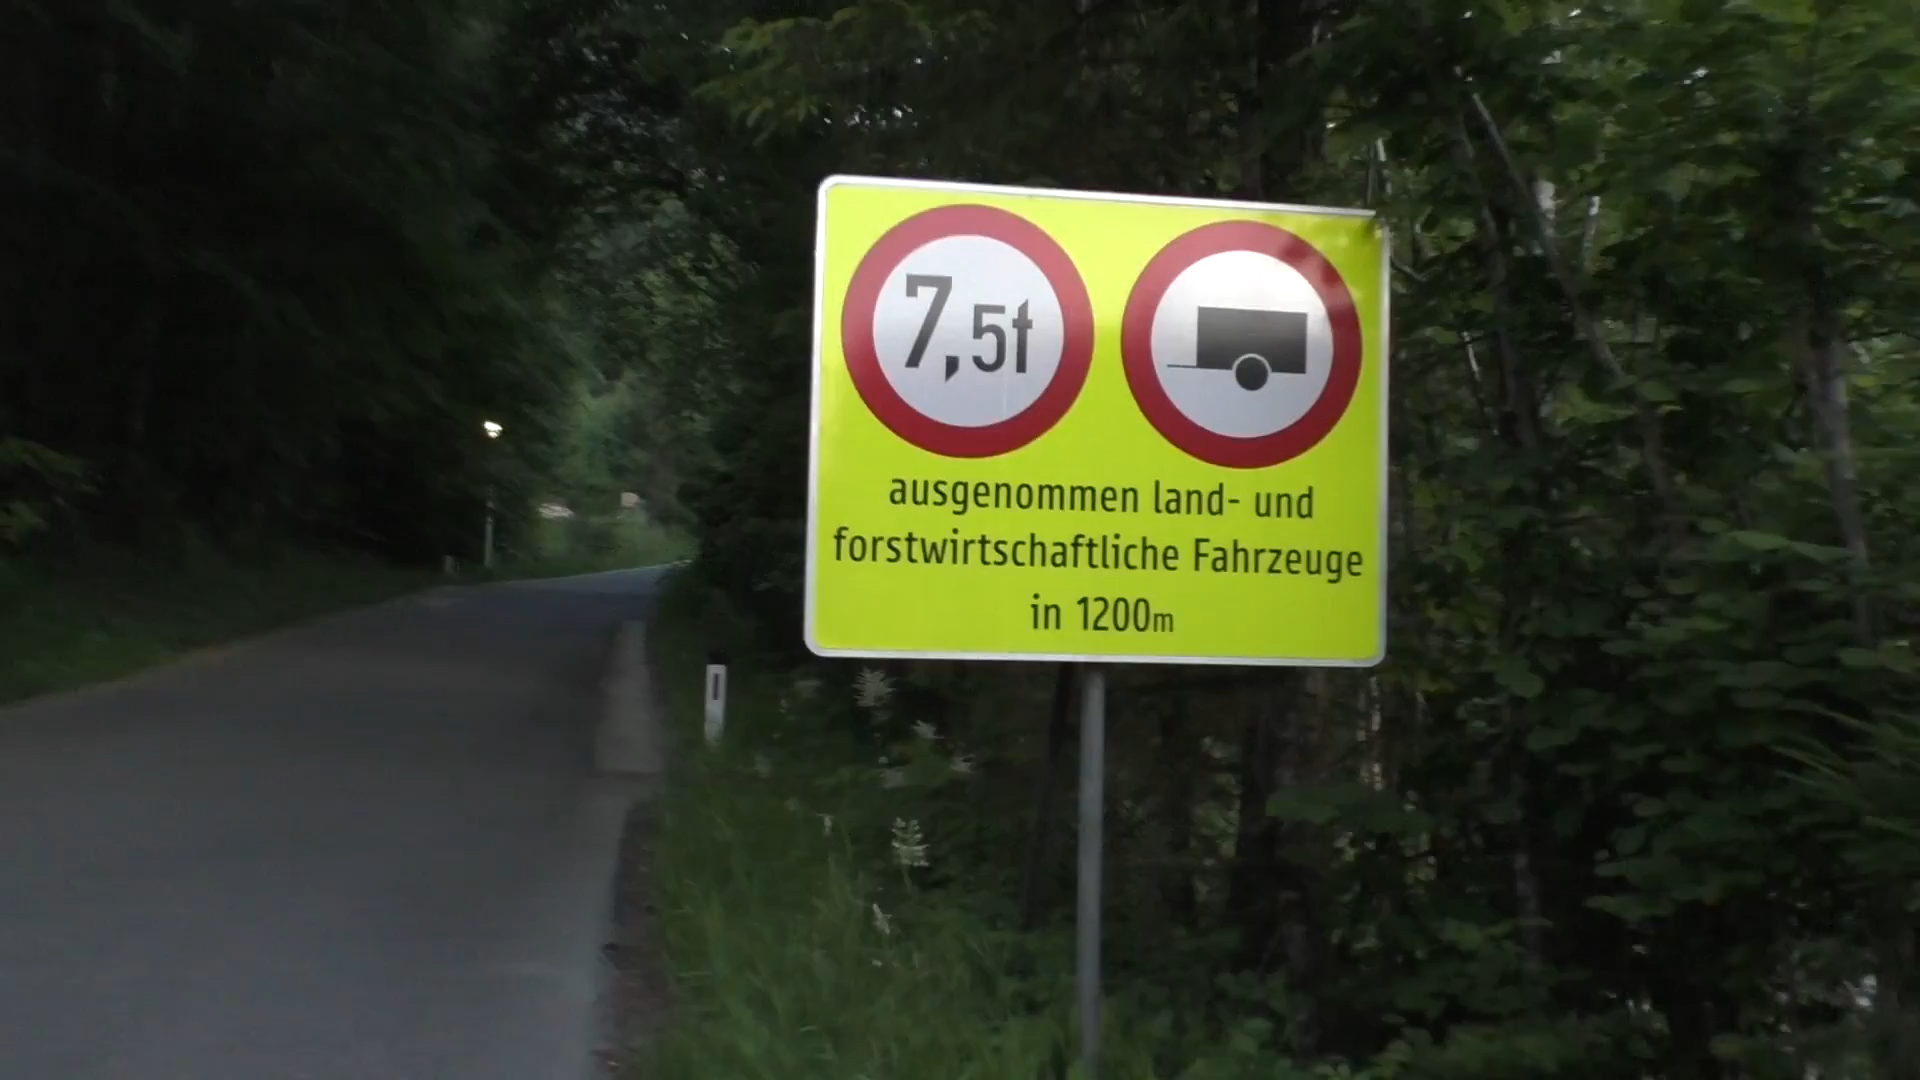 7,5t
ausgenommen land- und
forstwirtschaftliche Fahrzeuge
in 1200m